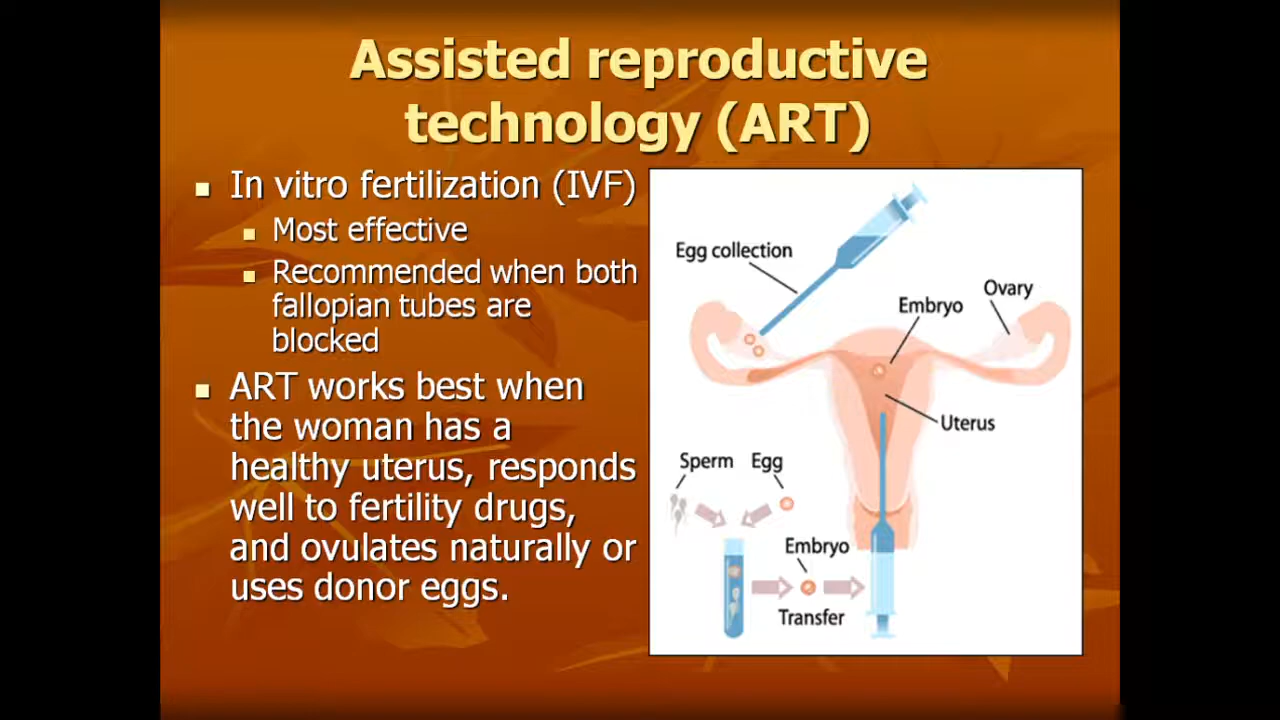 Assisted reproductive
technology (ART)
In vitro fertilization (IVF)
Most effective
Recommended when both
fallopian tubes are
blocked
ART works best when
the woman has a
healthy uterus, responds
well to fertility drugs,
and ovulates naturally or
uses donor eggs.
Egg collection
Ovary
Embryo
Uterus
Sperm Egg
Embryo
Transfer